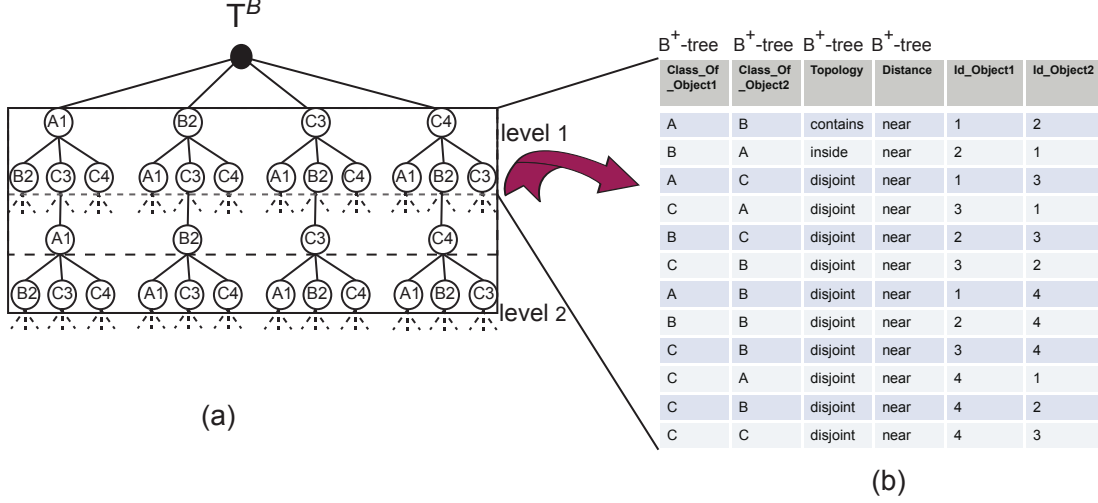 T^B
A1 B2 C3 C4
level 1
B2 C3 C4 A1 C3 C4 A1 B2 C4 A1 B2 C3
A1 B2 C3 C4
B2 C3 C4 A1 C3 C4 A1 B2 C4 A1 B2 C3
level 2
(a)
B^+-tree B^+-tree B^+-tree B^+-tree
Class_Of Class_Of Topology Distance Id_Object1 Id_Object2
_Object1 _Object2
A B contains near 1 2
B A inside near 2 1
A C disjoint near 1 3
C A disjoint near 3 1
B C disjoint near 2 3
C B disjoint near 3 2
A B disjoint near 1 4
B B disjoint near 2 4
C B disjoint near 3 4
C A disjoint near 4 1
C B disjoint near 4 2
C C disjoint near 4 3
(b)